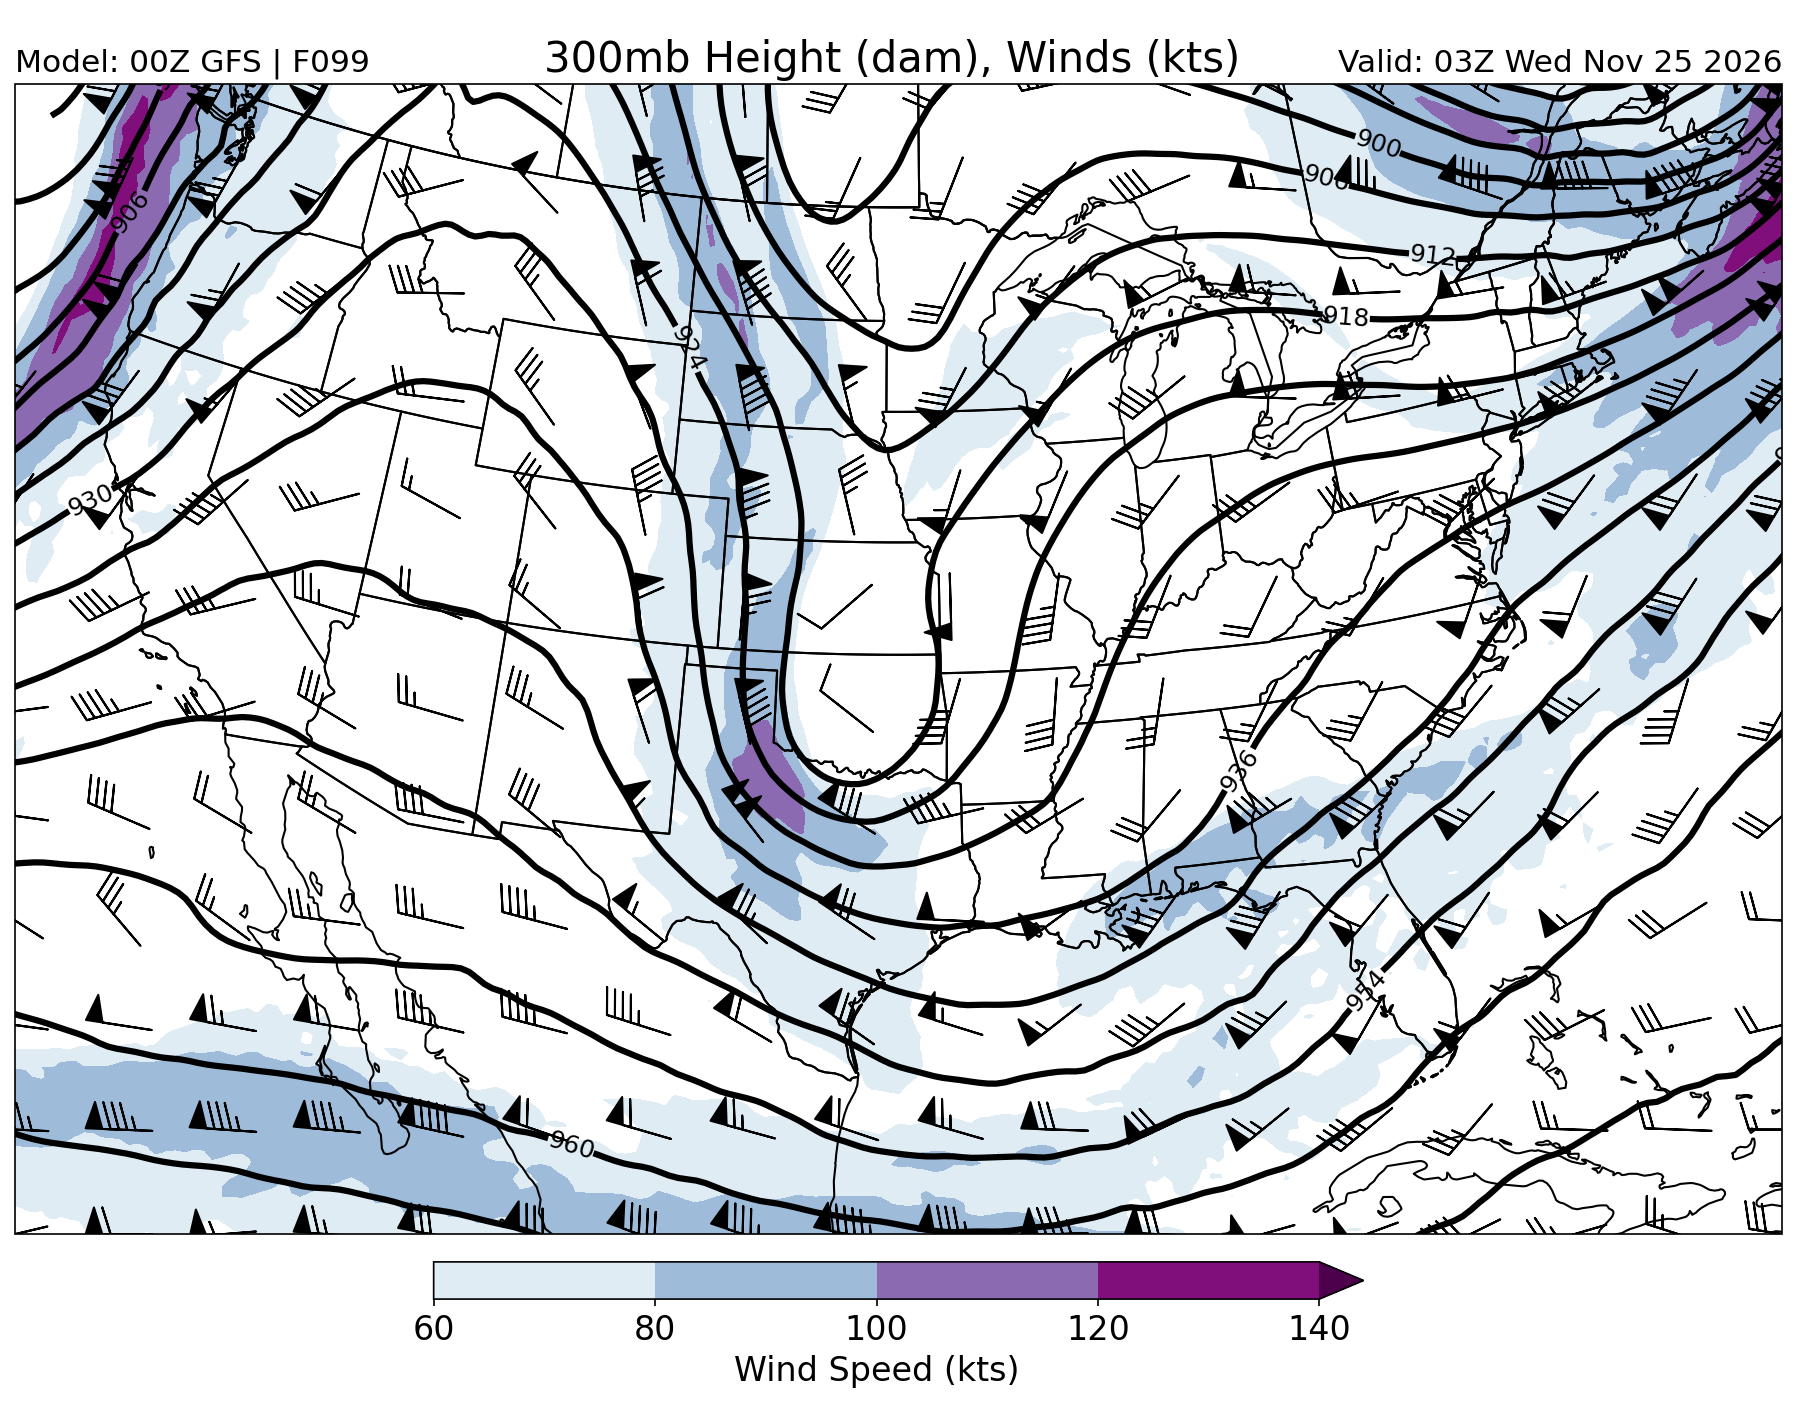 Model: 00Z GFS | F099
300mb Height (dam), Winds (kts)
Valid: 03Z Wed Nov 25 2026
900
906
906
912
918
924
930
936
954
960
60 80 100 120 140
Wind Speed (kts)